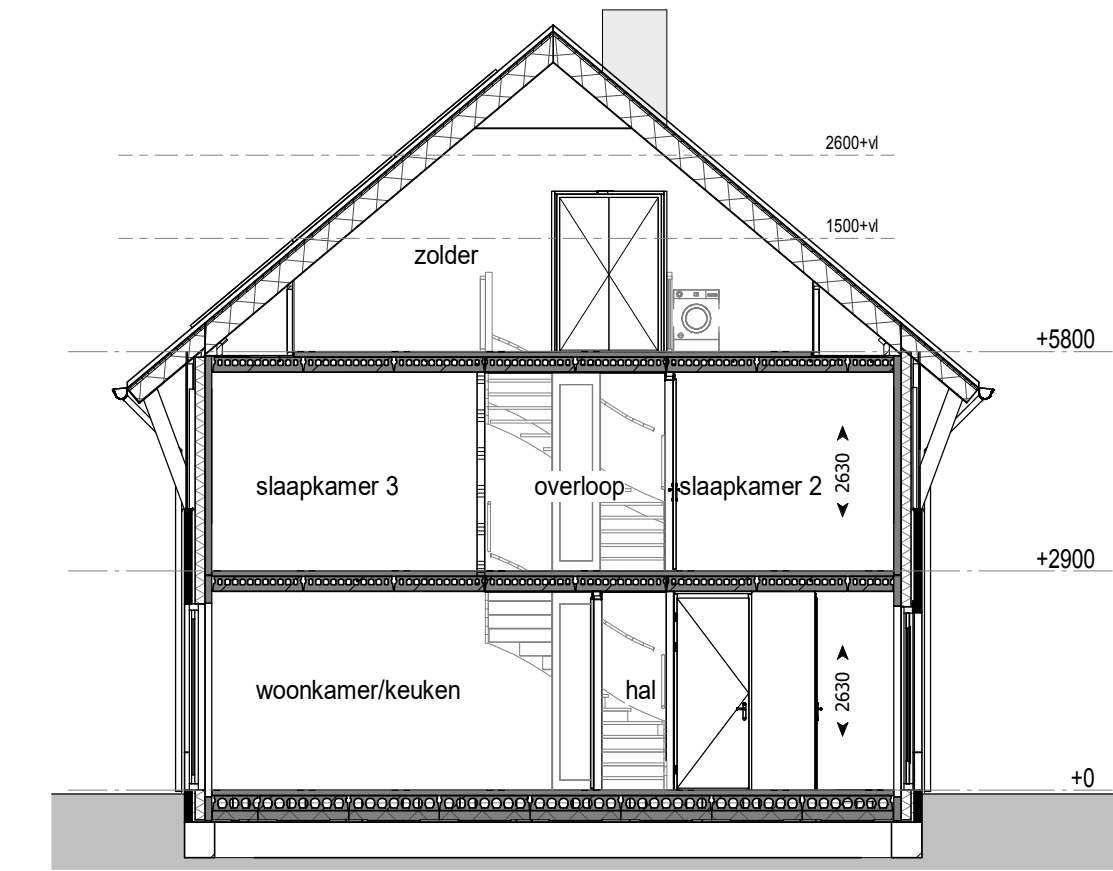 2600+vl
1500+vl
zolder
+5800
slaapkamer 3
overloop
slaapkamer 2
2630
+2900
woonkamer/keuken
hal
2630
+0